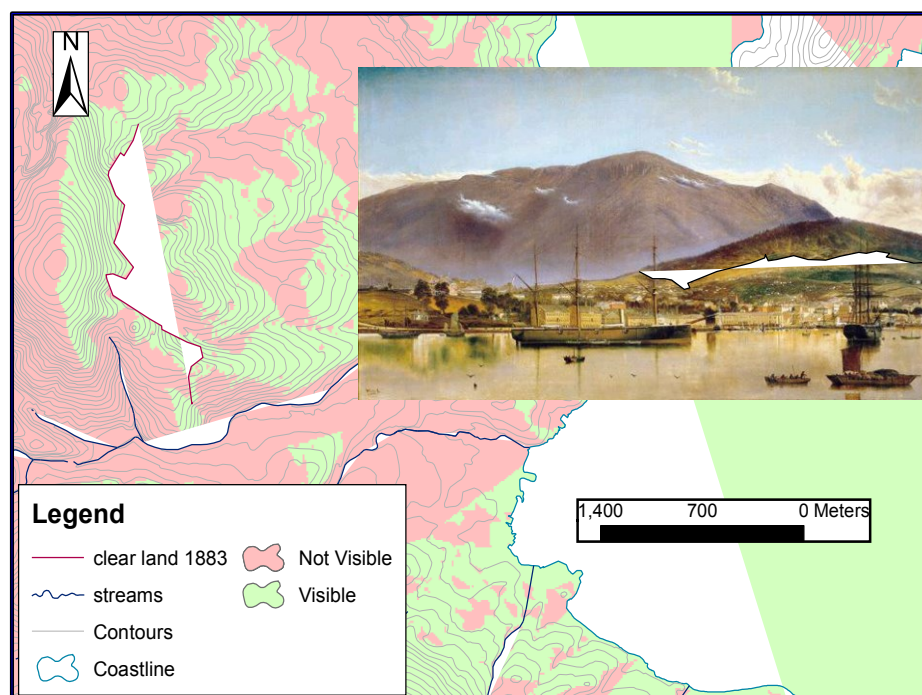 N
1,400 700 0 Meters
Legend
clear land 1883
Not Visible
streams
Visible
Contours
Coastline